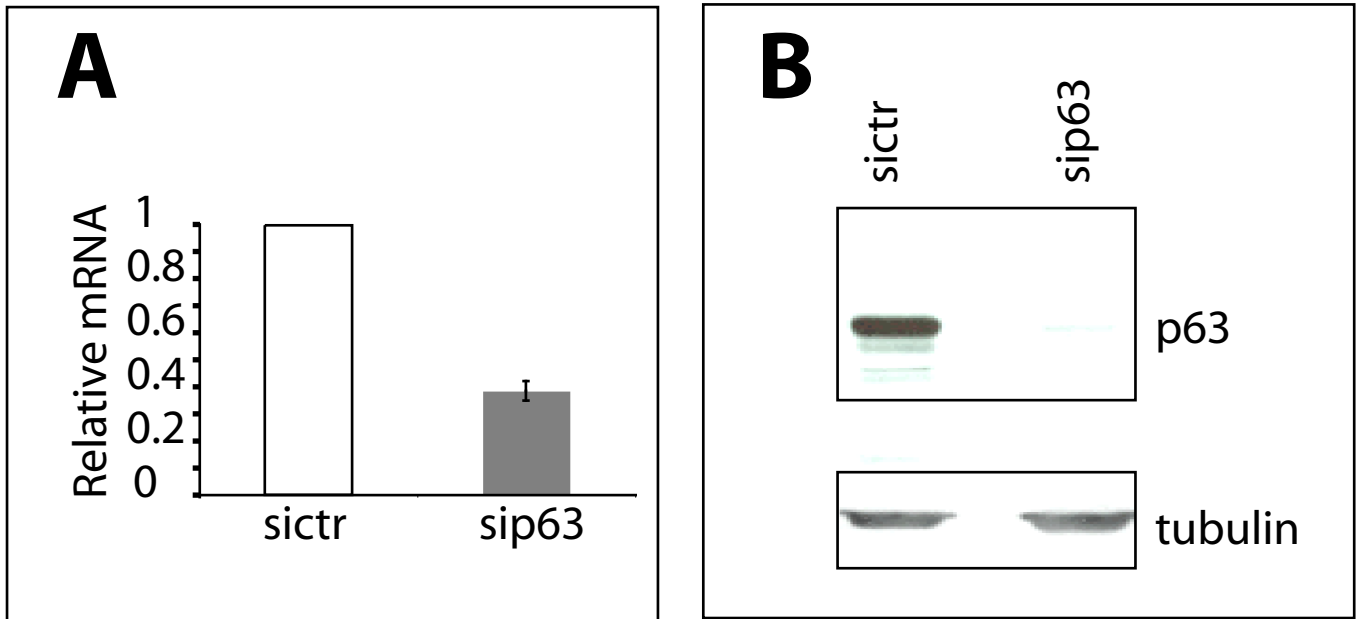 A
Relative mRNA
1
0.8
0.6
0.4
0.2
0
sictr
sip63
B
sictr
sip63
p63
tubulin